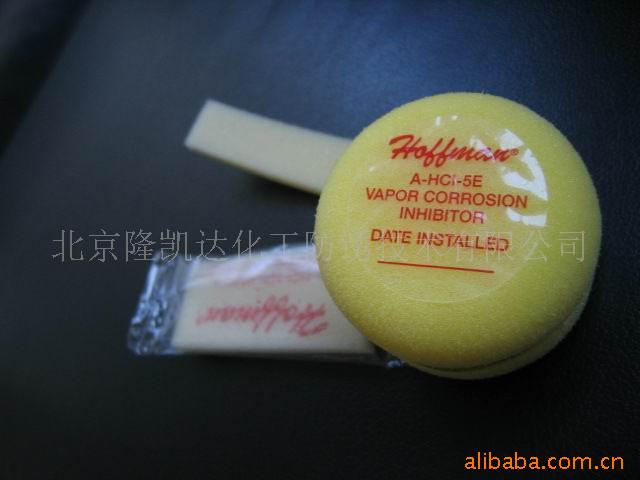 Hoffman®
A-HCI-5E
VAPOR CORROSION
INHIBITOR
DATE INSTALLED
北京隆凯达化工防锈技术有限公司
Hoffman
alibaba.com.cn